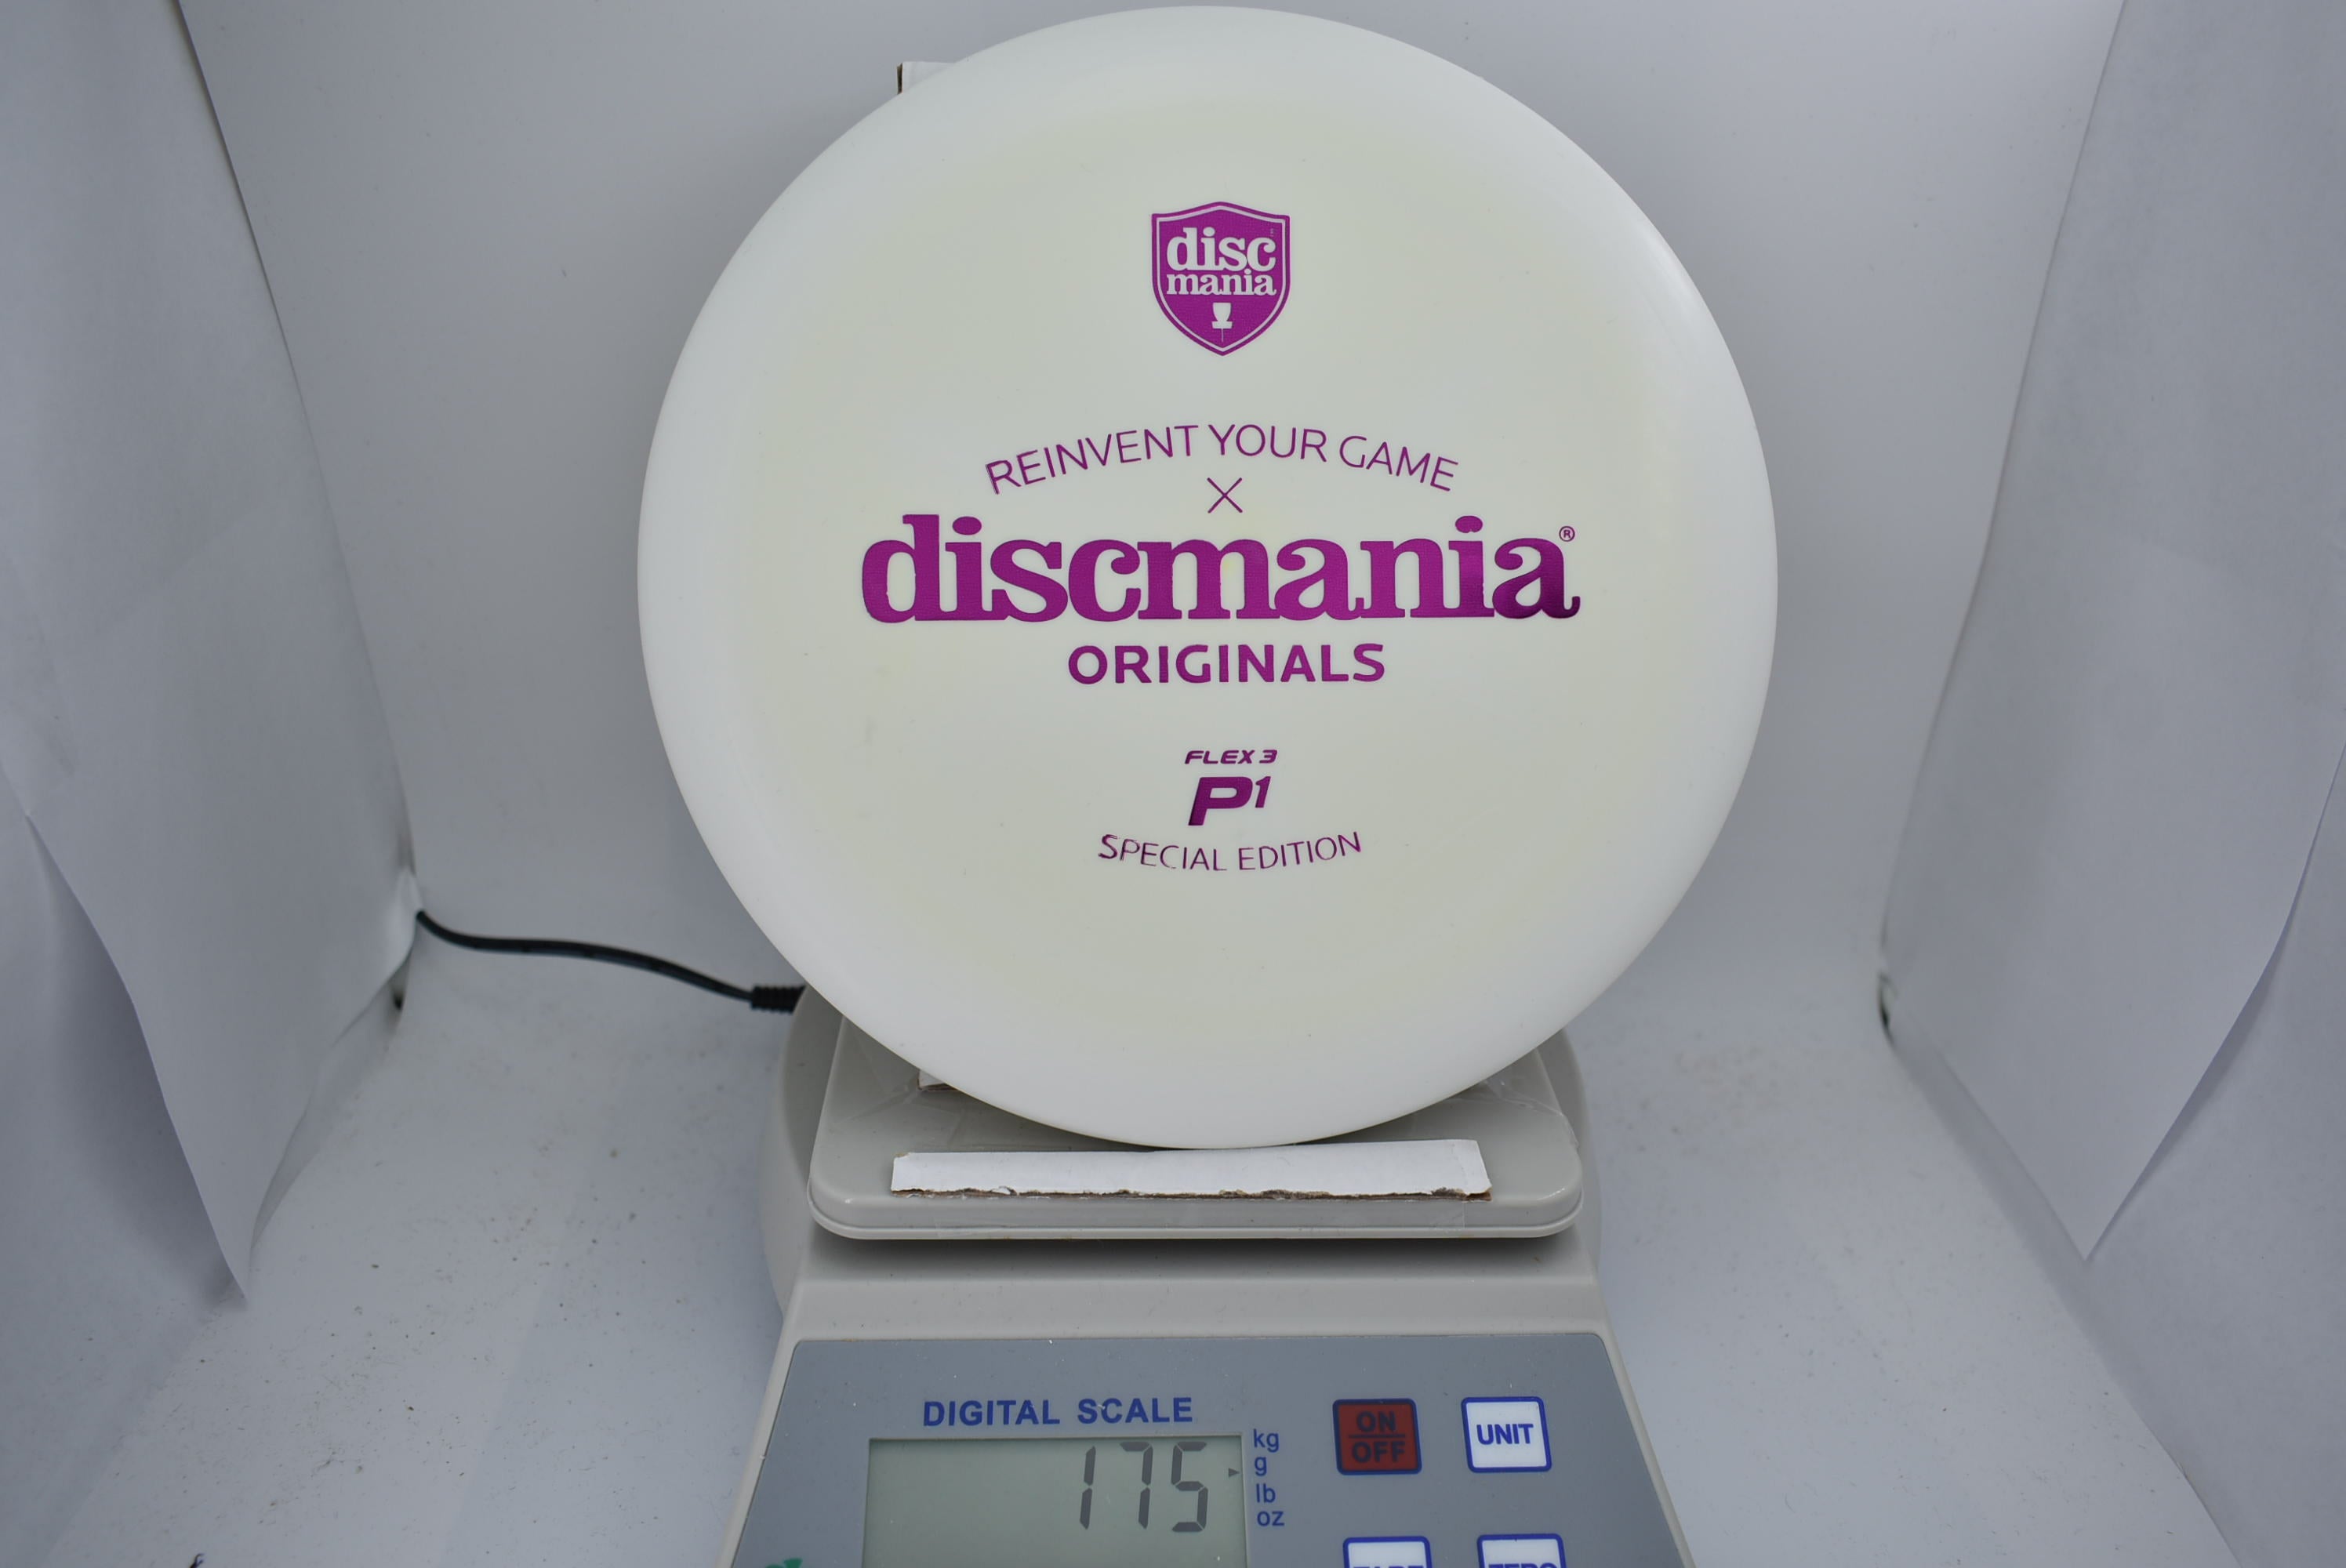 disc
mania
REINVENT YOUR GAME
X
discmania®
ORIGINALS
FLEX 3
P1
SPECIAL EDITION
DIGITAL SCALE
175
kg
g
lb
oz
ON
OFF
UNIT
ZERO